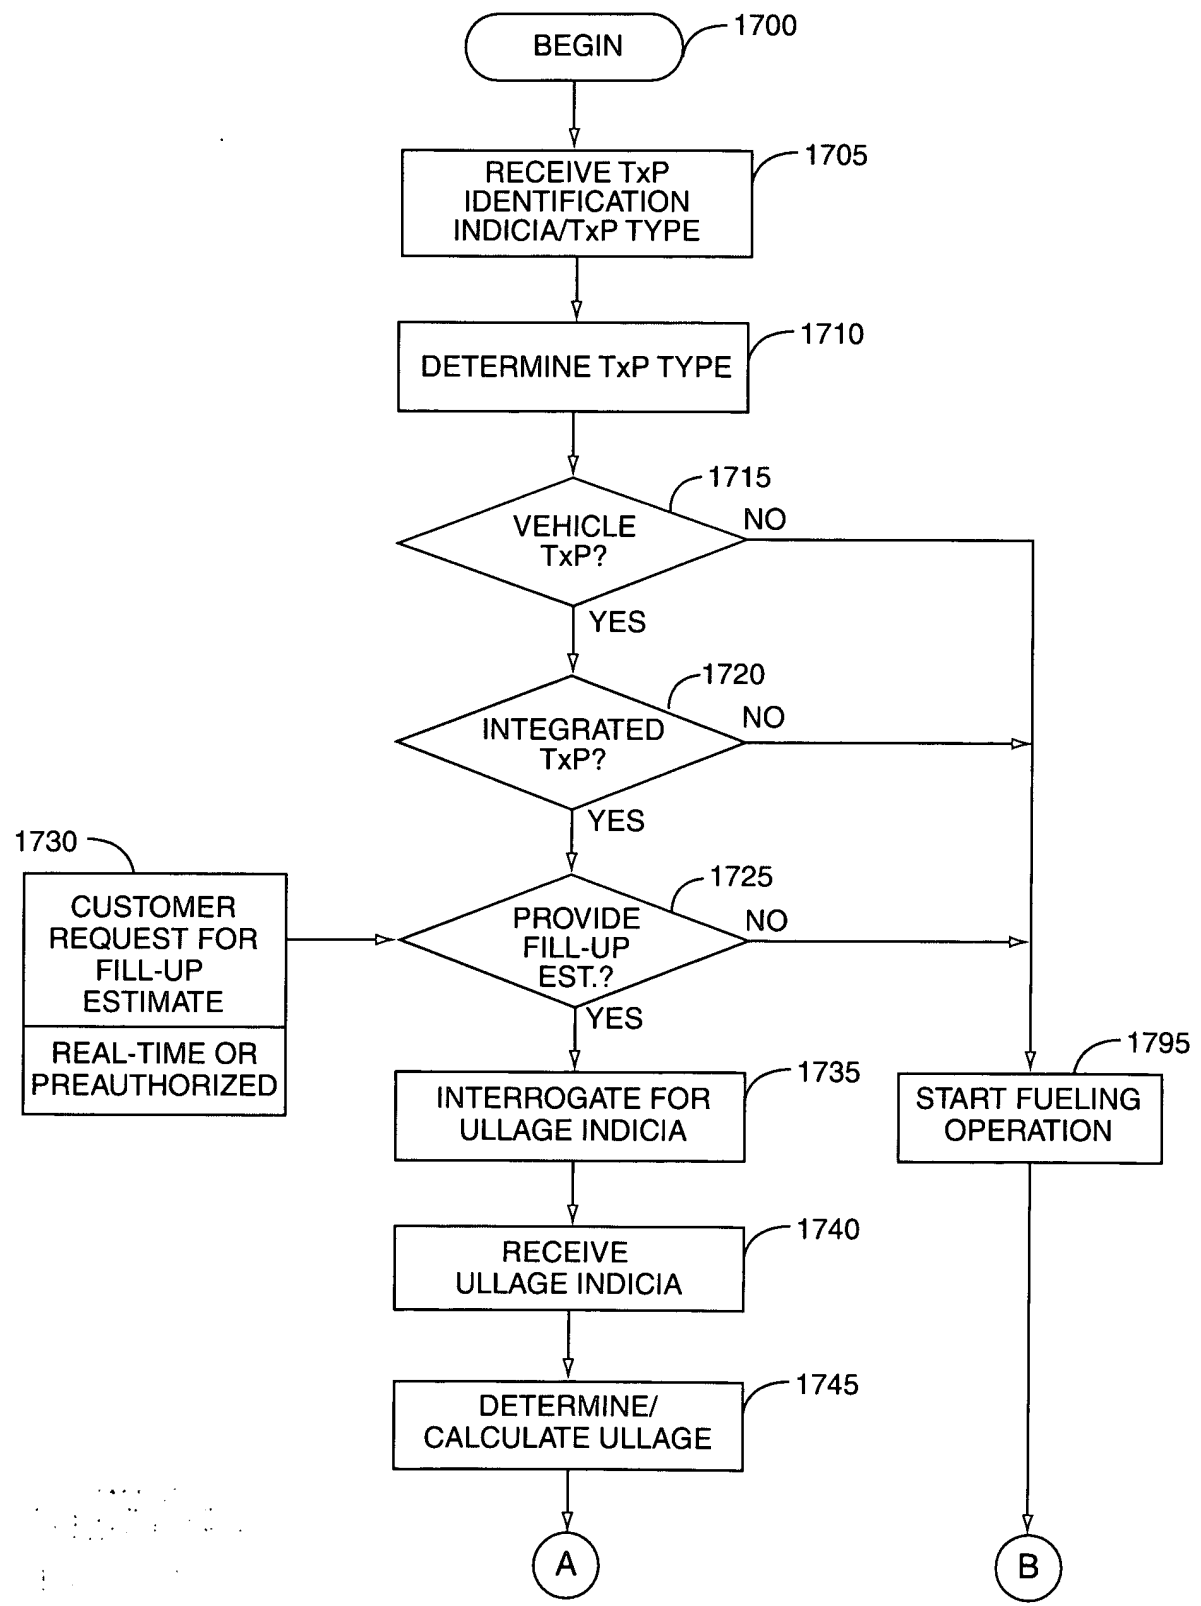 BEGIN
1700
RECEIVE TxP
IDENTIFICATION
INDICIA/TxP TYPE
1705
DETERMINE TxP TYPE
1710
VEHICLE
TxP?
1715
NO
YES
INTEGRATED
TxP?
1720
NO
YES
1730
CUSTOMER
REQUEST FOR
FILL-UP
ESTIMATE
REAL-TIME OR
PREAUTHORIZED
PROVIDE
FILL-UP
EST.?
1725
NO
YES
INTERROGATE FOR
ULLAGE INDICIA
1735
START FUELING
OPERATION
1795
RECEIVE
ULLAGE INDICIA
1740
DETERMINE/
CALCULATE ULLAGE
1745
A
B